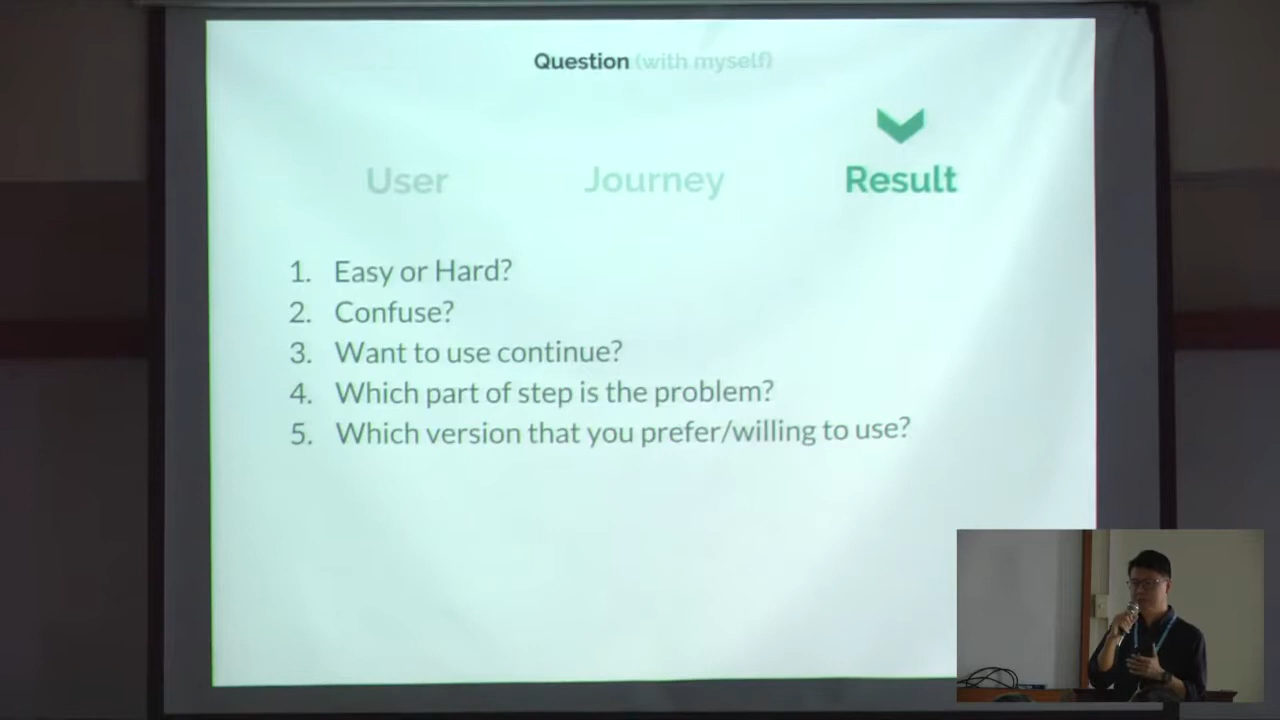 Question (with myself)
User Journey Result
1. Easy or Hard?
2. Confuse?
3. Want to use continue?
4. Which part of step is the problem?
5. Which version that you prefer/willing to use?